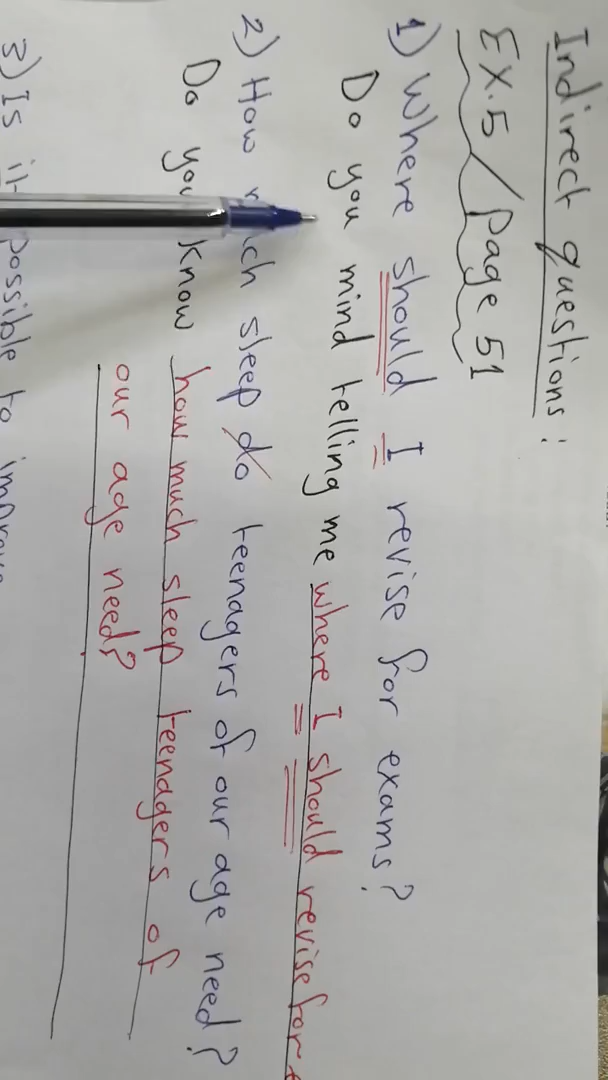 Indirect questions:
Ex.5/Page 51
1) Where should I revise for exams?
Do you mind telling me where I should revise for
2) How sleep do teenagers of our age need?
Do you know how much sleep teenagers of
our age need?
3) Is it possible to improve